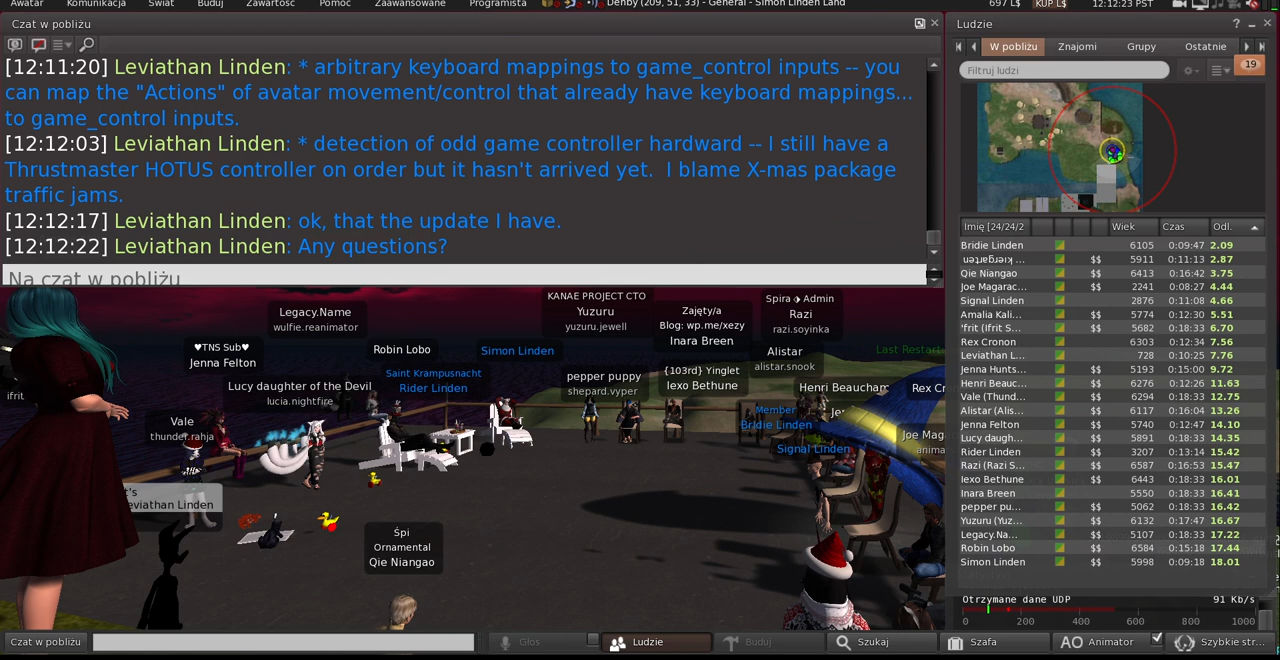 Awatar Komunikacja Świat Buduj Zawartość Pomoc Zaawansowane Programista Denby (209, 51, 33) - General - Simon Linden Land 697 L$ KUP L$ 12:12:23 PST
Czat w pobliżu
[12:11:20] Leviathan Linden: * arbitrary keyboard mappings to game_control inputs -- you
can map the "Actions" of avatar movement/control that already have keyboard mappings...
to game_control inputs.
[12:12:03] Leviathan Linden: * detection of odd game controller hardware -- I still have a
Thrustmaster HOTUS controller on order but it hasn't arrived yet. I blame X-mas package
traffic jams.
[12:12:17] Leviathan Linden: ok, that the update I have.
[12:12:22] Leviathan Linden: Any questions?
Na czat w pobliżu
Legacy.Name
wulfie.reanimator
KANAE PROJECT CTO
Yuzuru
yuzuru.jewell
Zajęty/a
Blog: wp.me/xezy
Inara Breen
Spira ⬗ Admin
Razi
razi.soyinka
♥TNS Sub♥
Jenna Felton
Robin Lobo
Simon Linden
Alistar
alistar.snook
Last Restart:
Saint Krampusnacht
Rider Linden
Lucy daughter of the Devil
lucia.nightfire
pepper puppy
shepard.vyper
{103rd} Yinglet
Iexo Bethune
Henri Beauchamp
Rex Cr
ifrit
Vale
thunder.rahja
Member
Bridie Linden
Signal Linden
Joe Mag
anima
Leviathan Linden
Śpi
Ornamental
Qie Niangao
Ludzie
? _ ×
W pobliżu Znajomi Grupy Ostatnie
Filtruj ludzi
19
Imię [24/24/2 Wiek Czas Odl.
Bridie Linden 6105 0:09:47 2.09
$$ 5911 0:11:13 2.87
Qie Niangao $$ 6413 0:16:42 3.75
Joe Magarac... $$ 2241 0:08:27 4.44
Signal Linden 2876 0:11:08 4.66
Amalia Kali... $$ 5774 0:12:30 5.51
'frit (Ifrit S... $$ 5682 0:18:33 6.70
Rex Cronon 6303 0:12:34 7.56
Leviathan L... 728 0:10:25 7.76
Jenna Hunts... $$ 5193 0:15:00 9.72
Henri Beauc... $$ 6276 0:12:26 11.63
Vale (Thund... $$ 6294 0:18:33 12.75
Alistar (Alis... $$ 6117 0:16:04 13.26
Jenna Felton $$ 5740 0:12:47 14.10
Lucy daugh... $$ 5891 0:18:33 14.35
Rider Linden 3207 0:13:14 15.42
Razi (Razi S... $$ 6587 0:16:53 15.47
Iexo Bethune $$ 6443 0:18:33 16.01
Inara Breen 5550 0:18:33 16.41
pepper pu... $$ 5062 0:18:33 16.42
Yuzuru (Yuz... $$ 6132 0:17:47 16.67
Legacy.Na... $$ 5107 0:18:33 17.22
Robin Lobo $$ 6584 0:15:18 17.44
Simon Linden $$ 5998 0:09:18 18.01
Otrzymane dane UDP 91 Kb/s
0 200 400 600 800 1000
Czat w pobliżu Głos Ludzie Buduj Szukaj Szafa AO Animator Szybkie str...